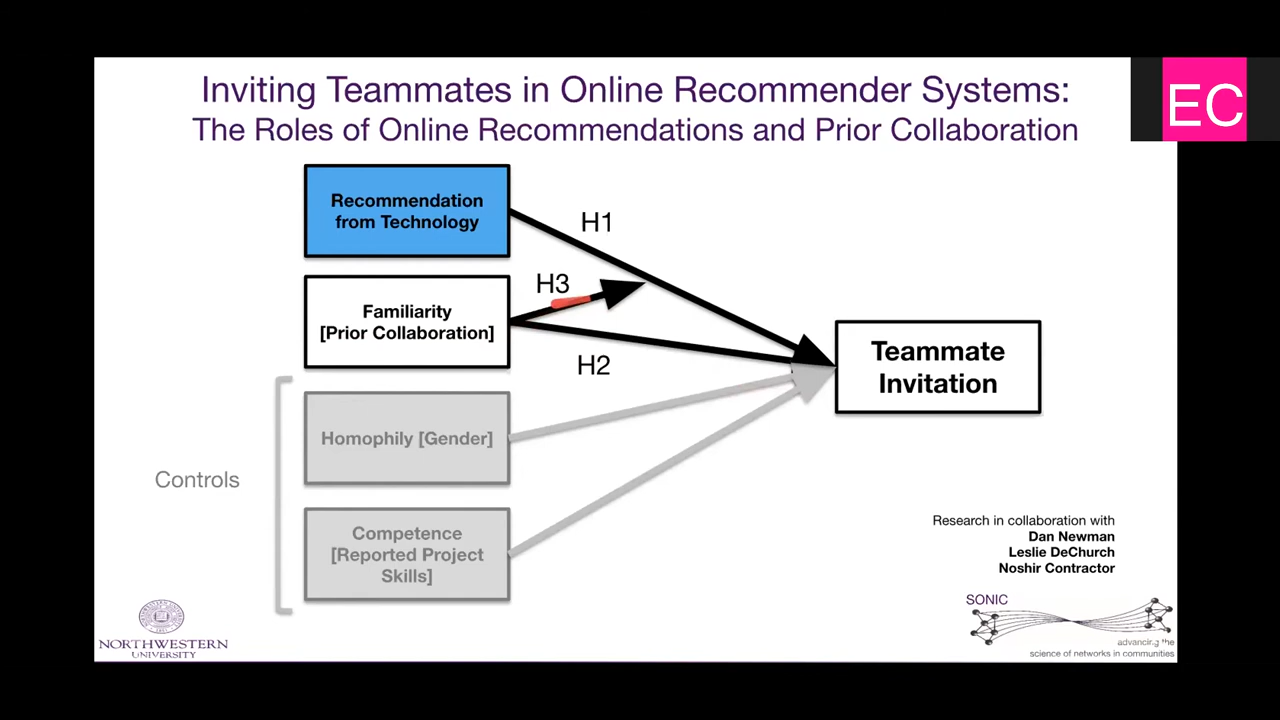 Inviting Teammates in Online Recommender Systems:
The Roles of Online Recommendations and Prior Collaboration
EC
Recommendation
from Technology
H1
H3
Familiarity
[Prior Collaboration]
H2
Teammate
Invitation
Homophily [Gender]
Controls
Competence
[Reported Project
Skills]
Research in collaboration with
Dan Newman
Leslie DeChurch
Noshir Contractor
NORTHWESTERN
UNIVERSITY
SONIC
advancing the
science of networks in communities